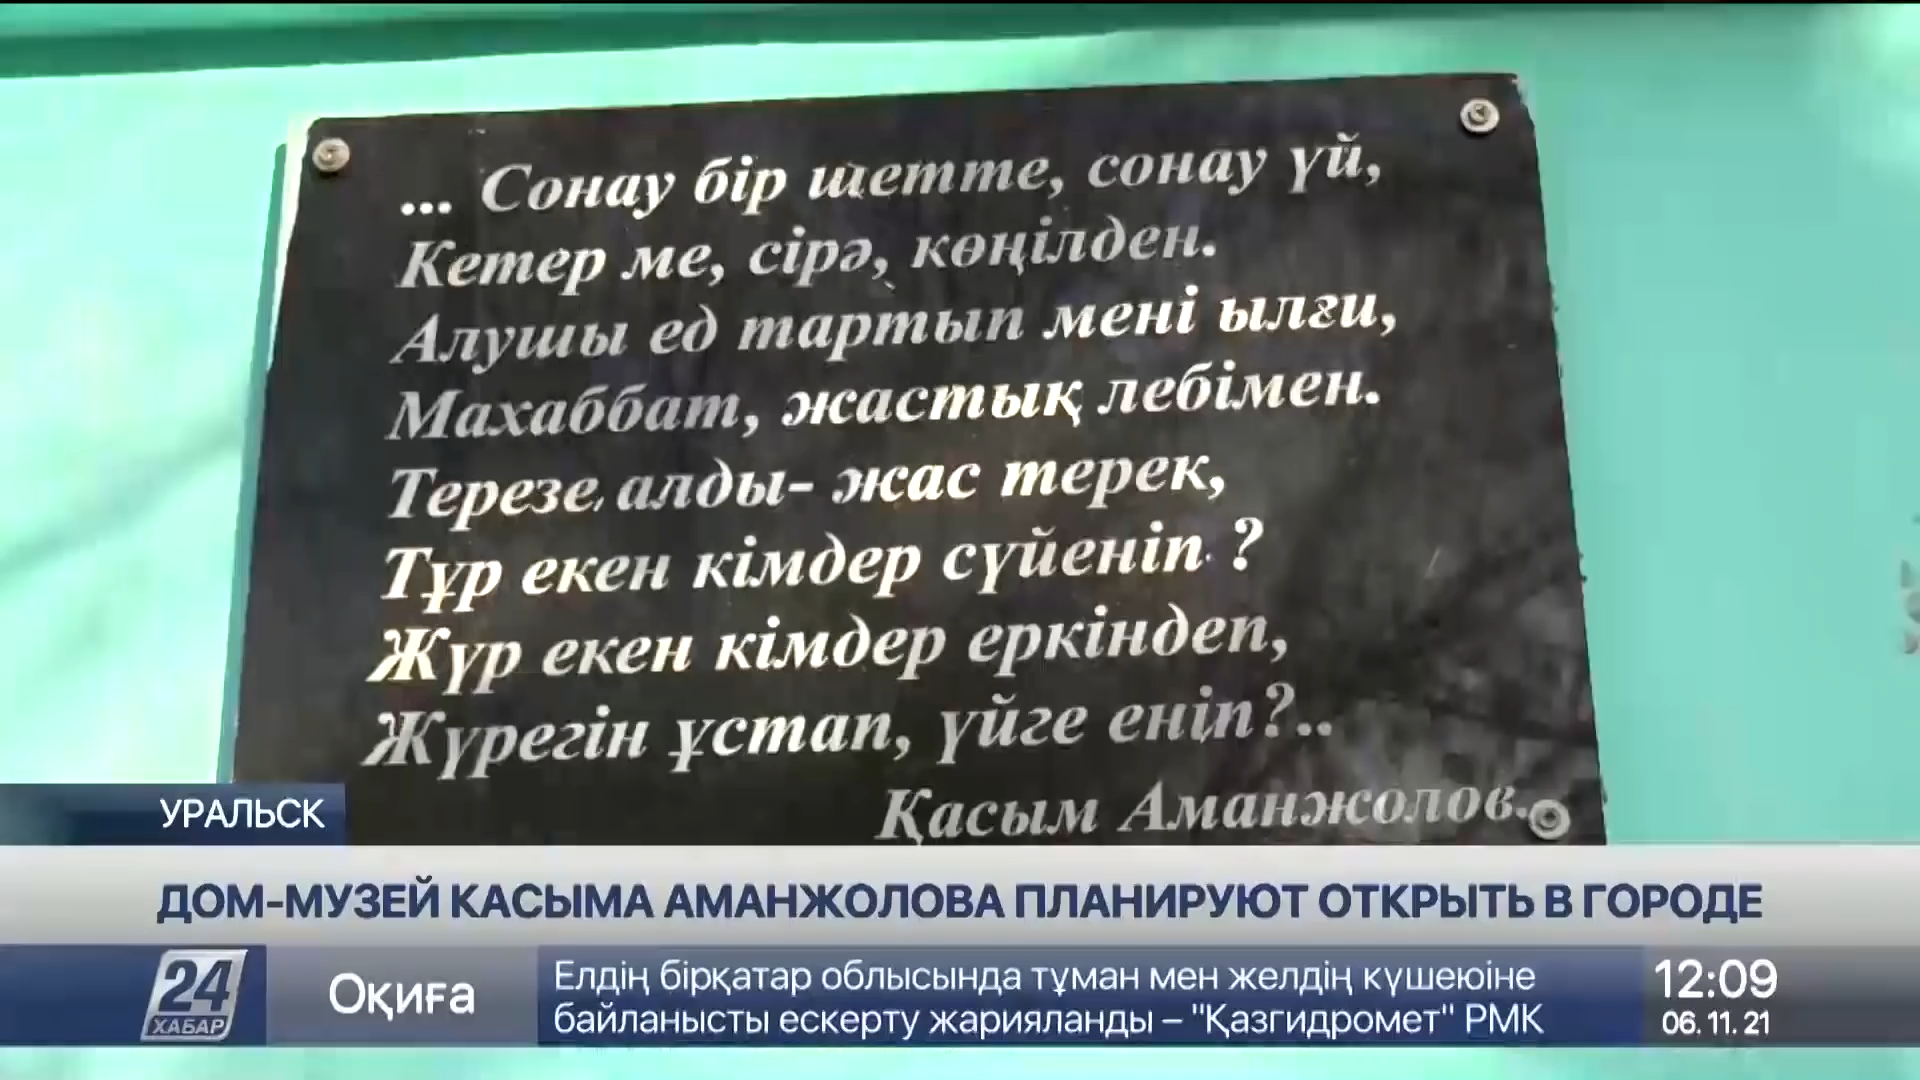 ... Сонау бір шетте, сонау үй,
Кетер ме, сірә, көңілден.
Алушы ед тартып мені ылғи,
Махаббат, жастық лебімен.
Терезе алды- жас терек,
Тұр екен кімдер сүйеніп ?
Жүр екен кімдер еркіндеп,
Жүрегін ұстап, үйге еніп?..
Қасым Аманжолов.
УРАЛЬСК
ДОМ-МУЗЕЙ КАСЫМА АМАНЖОЛОВА ПЛАНИРУЮТ ОТКРЫТЬ В ГОРОДЕ
24
ХАБАР
Оқиға
Елдің бірқатар облысында тұман мен желдің күшеюіне
байланысты ескерту жарияланды – "Қазгидромет" РМК
12:09
06. 11. 21